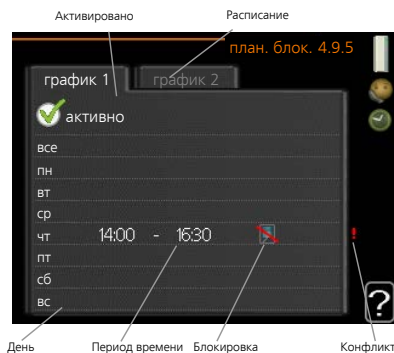 Активировано
Расписание
план. блок. 4.9.5
график 1
график 2
активно
все
пн
вт
ср
чт 14:00 - 16:30 !
пт
сб
вс
?
День
Период времени
Блокировка
Конфликт